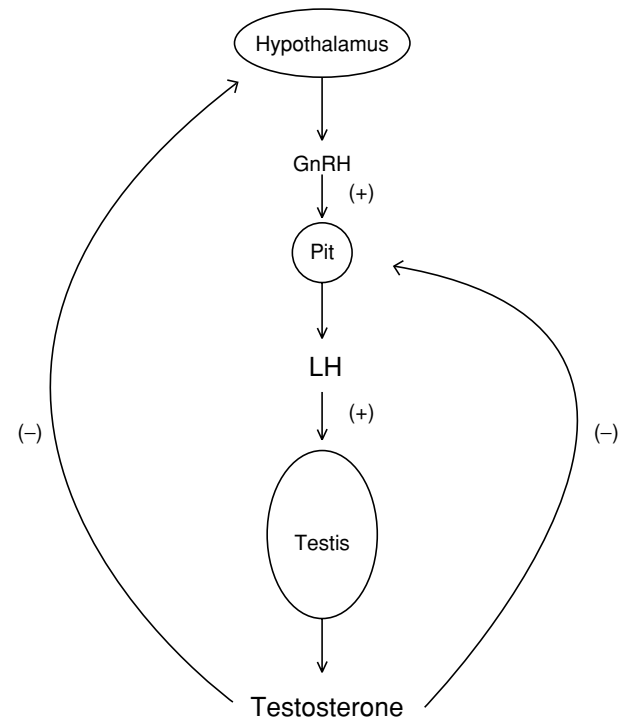 Hypothalamus
GnRH
(+)
Pit
LH
(+)
(−)
(−)
Testis
Testosterone